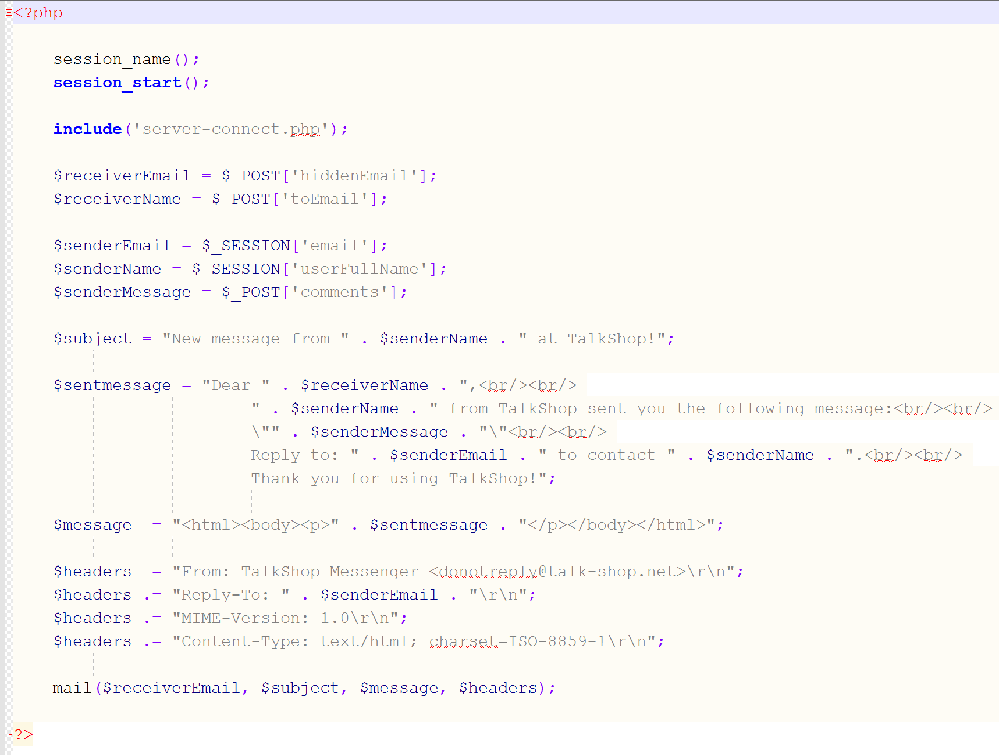 <?php
session_name();
session_start();
include('server-connect.php');
$receiverEmail = $_POST['hiddenEmail'];
$receiverName = $_POST['toEmail'];
$senderEmail = $_SESSION['email'];
$senderName = $_SESSION['userFullName'];
$senderMessage = $_POST['comments'];
$subject = "New message from " . $senderName . " at TalkShop!";
$sentmessage = "Dear " . $receiverName . ",<br/><br/>
" . $senderName . " from TalkShop sent you the following message:<br/><br/>
\"" . $senderMessage . "\"<br/><br/>
Reply to: " . $senderEmail . " to contact " . $senderName . ".<br/><br/>
Thank you for using TalkShop!";
$message  = "<html><body><p>" . $sentmessage . "</p></body></html>";
$headers  = "From: TalkShop Messenger <donotreply@talk-shop.net>\r\n";
$headers .= "Reply-To: " . $senderEmail . "\r\n";
$headers .= "MIME-Version: 1.0\r\n";
$headers .= "Content-Type: text/html; charset=ISO-8859-1\r\n";
mail($receiverEmail, $subject, $message, $headers);
?>